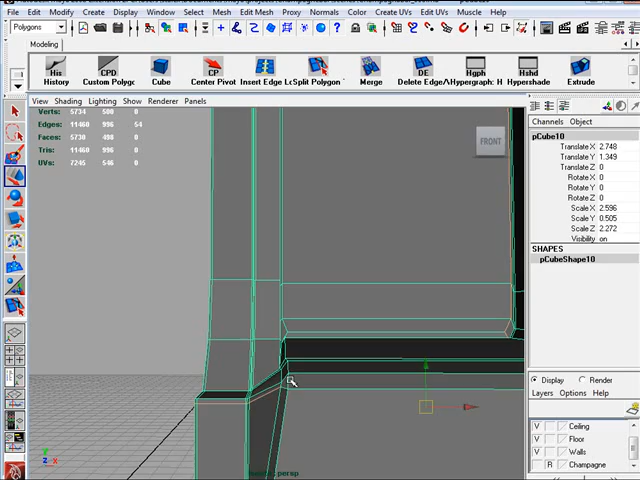 File Edit Modify Create Display Window Assets Select Mesh Edit Mesh Proxy Normals Color Create UVs Edit UVs Muscle Help
Polygons
Modeling
His CPD CP DE Hgph Hshd
History Custom Polygo Cube Center Pivot Insert Edge Lo Split Polygon Merge Delete Edge/ Hypergraph: H Hypershade Extrude
View Shading Lighting Show Renderer Panels
Verts: 5734 508 0
Edges: 11460 996 54
Faces: 5730 498 0
Tris: 11460 996 0
UVs: 7245 546 0
FRONT
persp
Channels Object
pCube10
Translate X 2.748
Translate Y 1.349
Translate Z 0
Rotate X 0
Rotate Y 0
Rotate Z 0
Scale X 2.596
Scale Y 0.505
Scale Z 2.272
Visibility on
SHAPES
pCubeShape10
Display Render
Layers Options Help
V Ceiling
V Floor
V Walls
R Champagne
y
z x